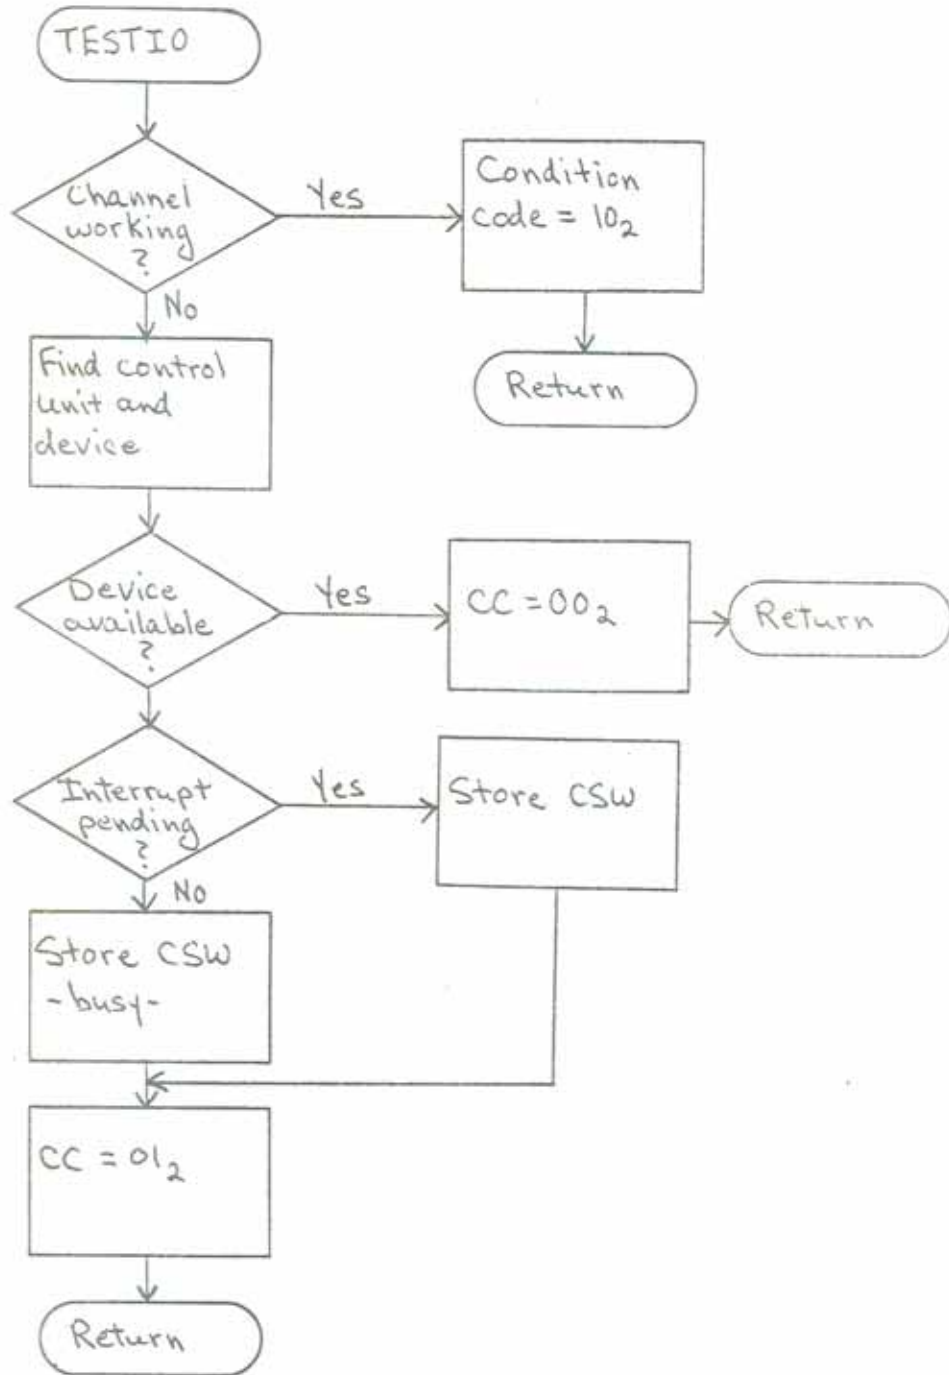 TESTIO
Channel
working
?
Yes
Condition
code = 10₂
Return
No
Find control
unit and
device
Device
available
?
Yes
CC = 00₂
Return
Interrupt
pending
?
Yes
Store CSW
No
Store CSW
- busy -
CC = 01₂
Return